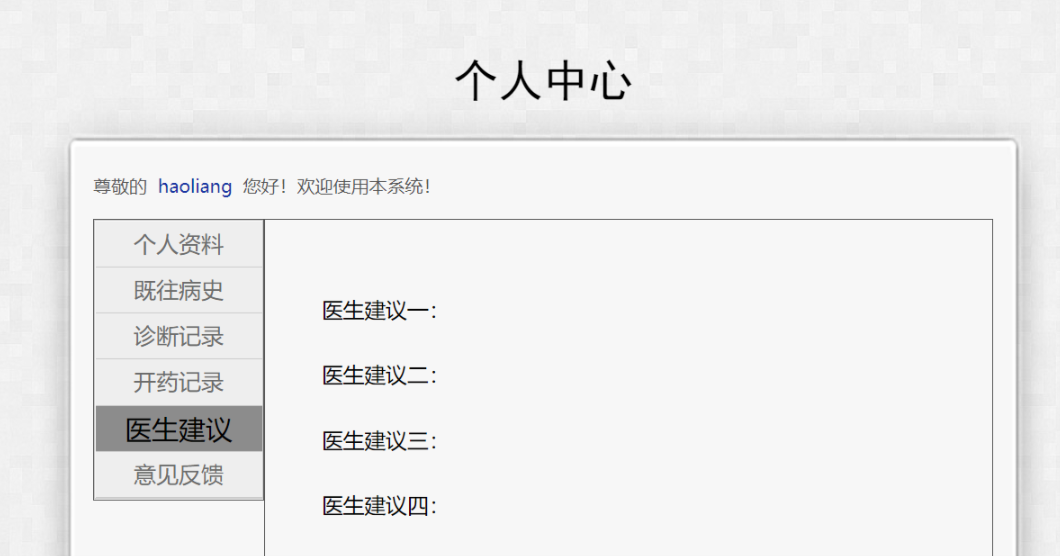 个人中心
尊敬的 haoliang 您好！欢迎使用本系统！
个人资料
既往病史
诊断记录
开药记录
医生建议
意见反馈
医生建议一：
医生建议二：
医生建议三：
医生建议四：